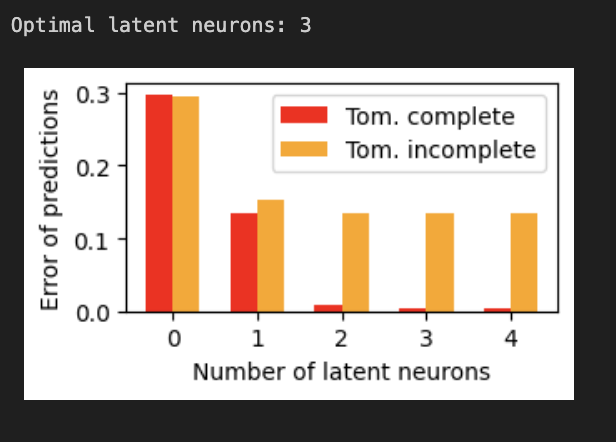 Optimal latent neurons: 3
Error of predictions
0.3
0.2
0.1
0.0
Tom. complete
Tom. incomplete
0 1 2 3 4
Number of latent neurons